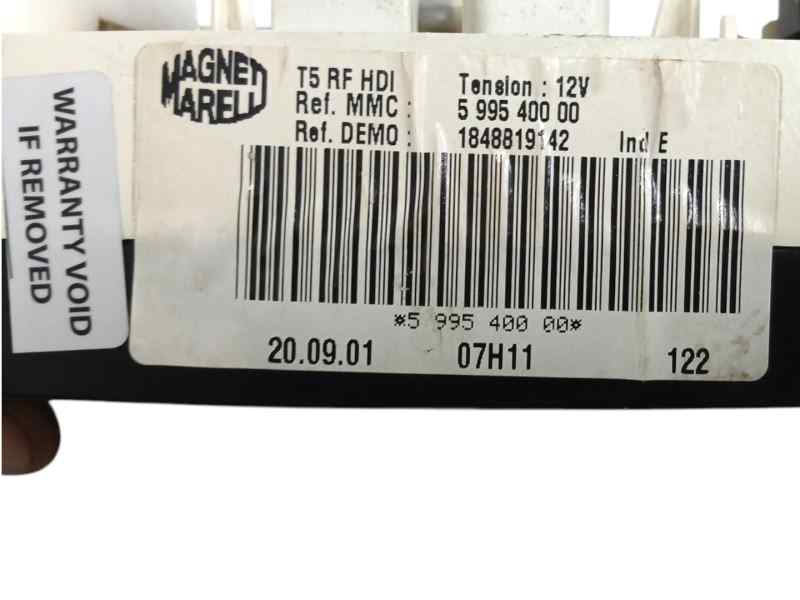 MAGNETI
MARELLI
T5 RF HDI Tension : 12V
Ref. MMC : 5 995 400 00
Ref. DEMO : 1848819142 Ind E
*5 995 400 00*
20.09.01 07H11 122
WARRANTY VOID
IF REMOVED